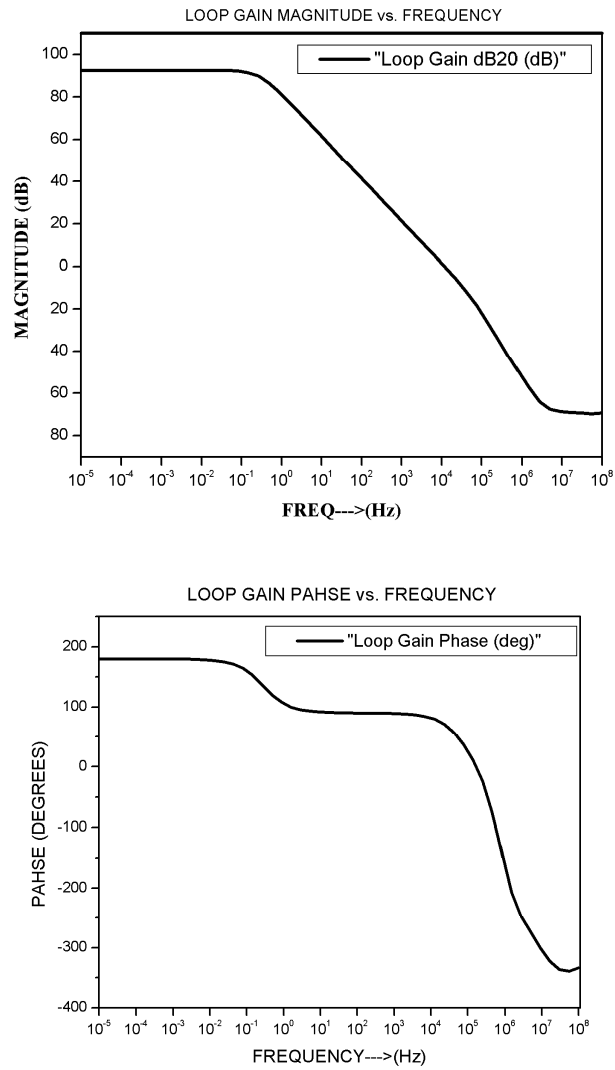 LOOP GAIN MAGNITUDE vs. FREQUENCY
"Loop Gain dB20 (dB)"
MAGNITUDE (dB)
100
80
60
40
20
0
20
40
60
80
10-5 10-4 10-3 10-2 10-1 100 101 102 103 104 105 106 107 108
FREQ--->(Hz)
LOOP GAIN PAHSE vs. FREQUENCY
"Loop Gain Phase (deg)"
PAHSE (DEGREES)
200
100
0
-100
-200
-300
-400
10-5 10-4 10-3 10-2 10-1 100 101 102 103 104 105 106 107 108
FREQUENCY--->(Hz)